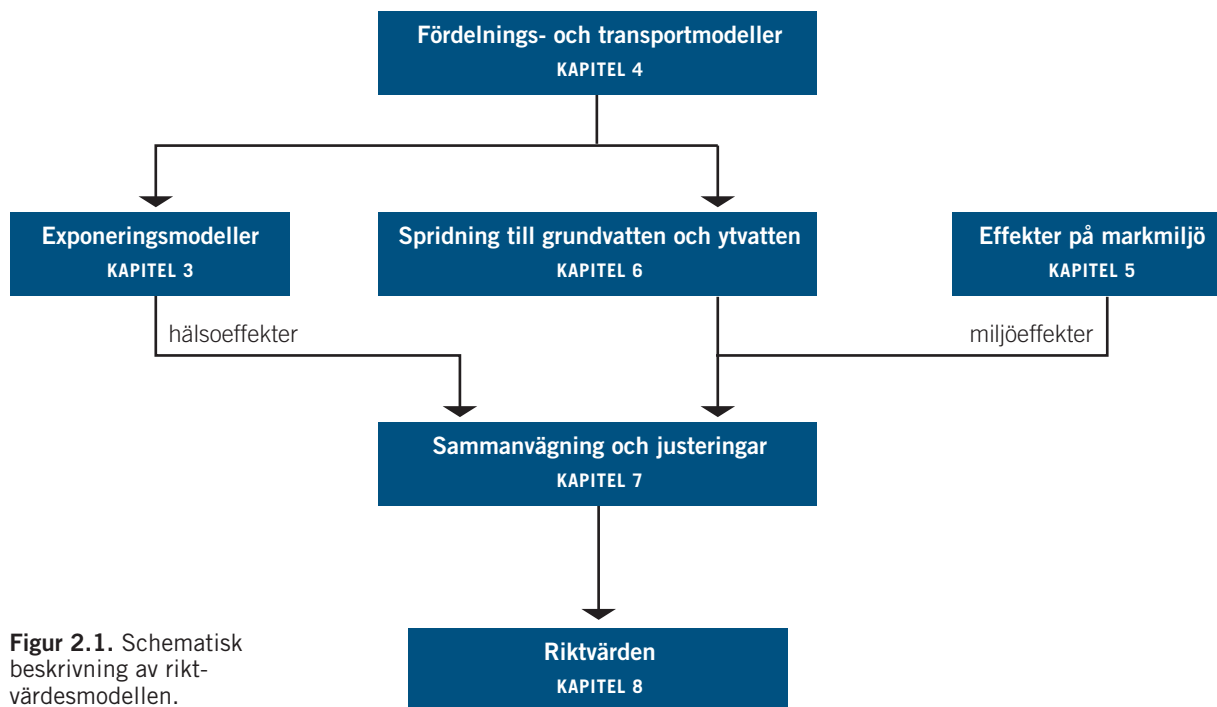 Fördelnings- och transportmodeller
KAPITEL 4
Exponeringsmodeller
KAPITEL 3
Spridning till grundvatten och ytvatten
KAPITEL 6
Effekter på markmiljö
KAPITEL 5
hälsoeffekter
miljöeffekter
Sammanvägning och justeringar
KAPITEL 7
Riktvärden
KAPITEL 8
Figur 2.1. Schematisk
beskrivning av rikt-
värdesmodellen.